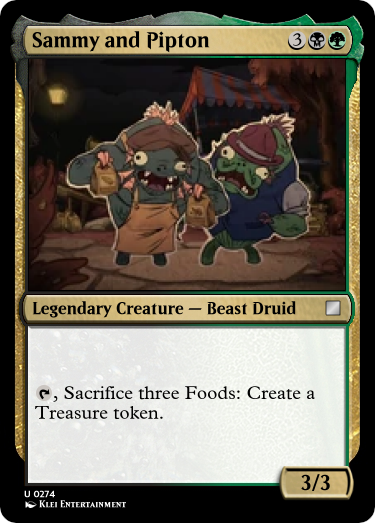 Sammy and Pipton 3
Legendary Creature — Beast Druid
, Sacrifice three Foods: Create a
Treasure token.
3/3
U 0274
Klei Entertainment